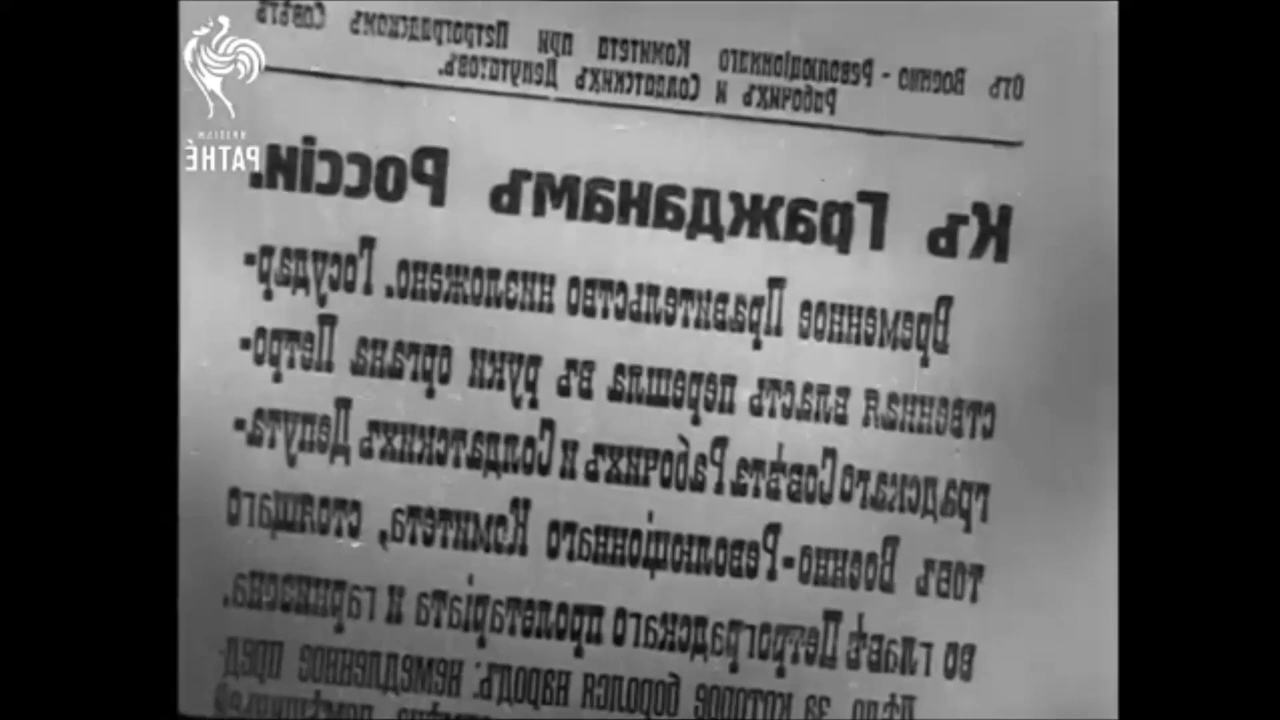 BRITISH
PATHÉ
Отъ Военно-Революціоннаго Комитета при Петроградскомъ Совѣтѣ
Рабочихъ и Солдатскихъ Депутатовъ.
Къ Гражданамъ Россіи.
Временное Правительство низложено. Государ-
ственная власть перешла въ руки органа Петро-
градскаго Совѣта Рабочихъ и Солдатскихъ Депута-
товъ Военно-Революціоннаго Комитета, стоящаго
во главѣ Петроградскаго пролетаріата и гарнизона.
Дѣло, за которое боролся народъ: немедленное пред